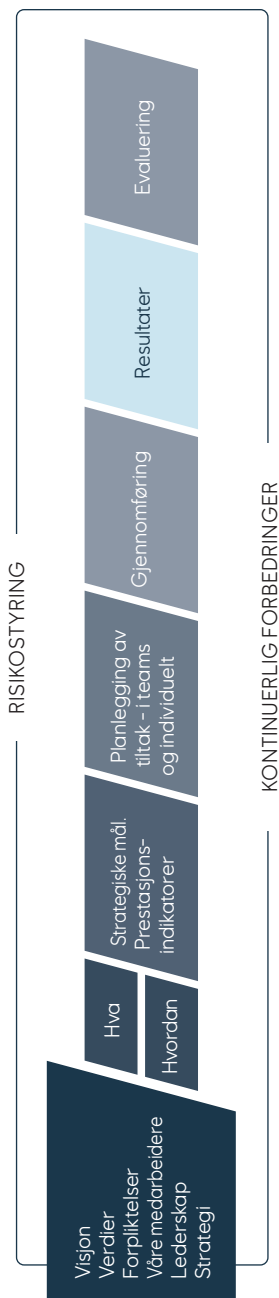 RISIKOSTYRING
Visjon
Verdier
Forpliktelser
Våre medarbeidere
Lederskap
Strategi
Hva
Hvordan
Strategiske mål.
Prestasjons-
indikatorer
Planlegging av
tiltak – i teams
og individuelt
Gjennomføring
Resultater
Evaluering
KONTINUERLIG FORBEDRINGER